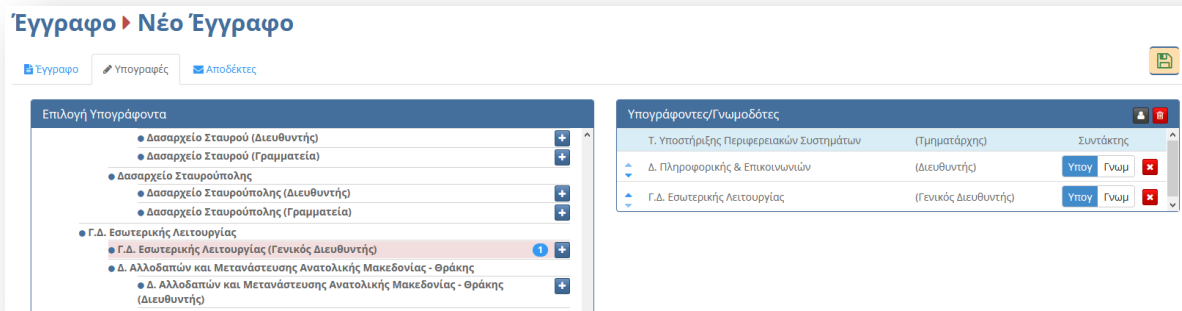 Έγγραφο Νέο Έγγραφο
Έγγραφο Υπογραφές Αποδέκτες
Επιλογή Υπογράφοντα
Δασαρχείο Σταυρού (Διευθυντής)
Δασαρχείο Σταυρού (Γραμματεία)
Δασαρχείο Σταυρούπολης
Δασαρχείο Σταυρούπολης (Διευθυντής)
Δασαρχείο Σταυρούπολης (Γραμματεία)
Γ.Δ. Εσωτερικής Λειτουργίας
Γ.Δ. Εσωτερικής Λειτουργίας (Γενικός Διευθυντής) 1
Δ. Αλλοδαπών και Μετανάστευσης Ανατολικής Μακεδονίας - Θράκης
Δ. Αλλοδαπών και Μετανάστευσης Ανατολικής Μακεδονίας - Θράκης
(Διευθυντής)
Υπογράφοντες/Γνωμοδότες
Τ. Υποστήριξης Περιφερειακών Συστημάτων (Τμηματάρχης) Συντάκτης
Δ. Πληροφορικής & Επικοινωνιών (Διευθυντής) Υπογ Γνωμ
Γ.Δ. Εσωτερικής Λειτουργίας (Γενικός Διευθυντής) Υπογ Γνωμ